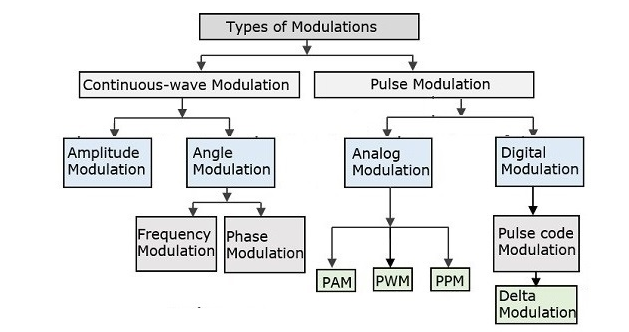 Types of Modulations
Continuous-wave Modulation
Pulse Modulation
Amplitude
Modulation
Angle
Modulation
Analog
Modulation
Digital
Modulation
Frequency
Modulation
Phase
Modulation
PAM
PWM
PPM
Pulse code
Modulation
Delta
Modulation